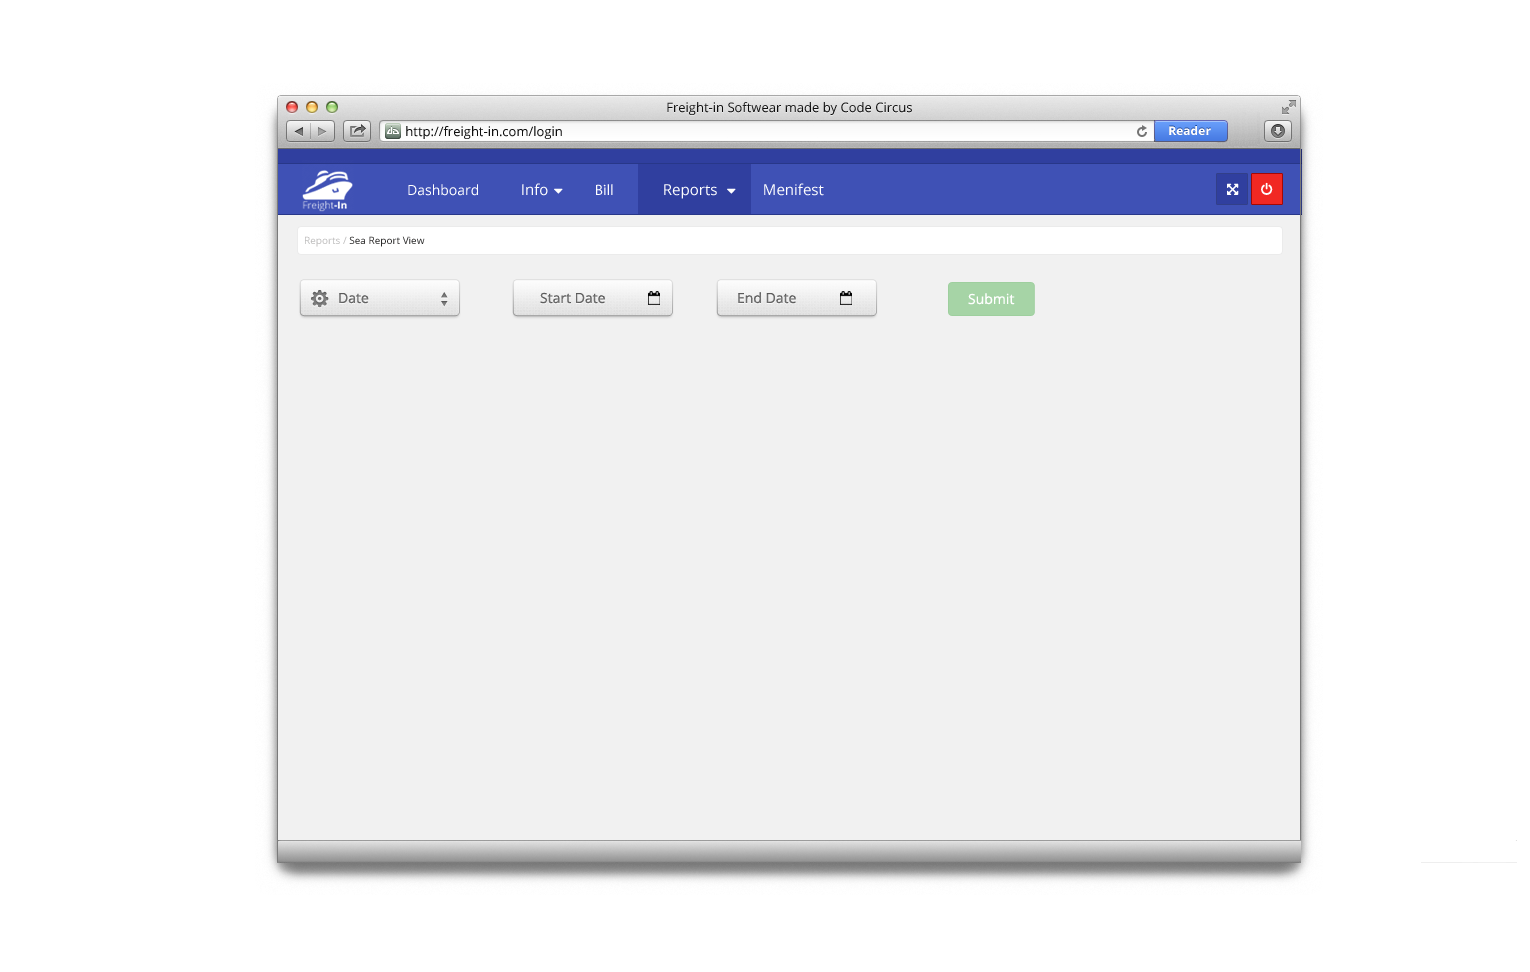 Freight-in Softwear made by Code Circus
http://freight-in.com/login
Reader
Freight-In
Dashboard
Info
Bill
Reports
Menifest
Reports / Sea Report View
Date
Start Date
End Date
Submit